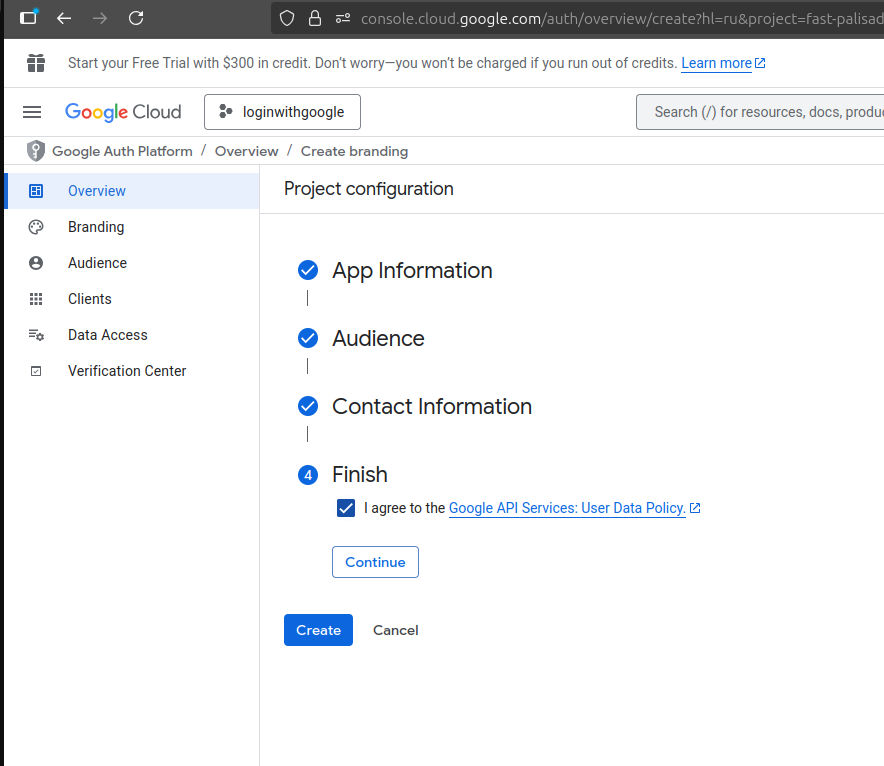 console.cloud.google.com/auth/overview/create?hl=ru&project=fast-palisad
Start your Free Trial with $300 in credit. Don’t worry—you won’t be charged if you run out of credits. Learn more
Google Cloud
loginwithgoogle
Search (/) for resources, docs, produ
Google Auth Platform / Overview / Create branding
Overview
Branding
Audience
Clients
Data Access
Verification Center
Project configuration
App Information
Audience
Contact Information
4 Finish
I agree to the Google API Services: User Data Policy.
Continue
Create
Cancel